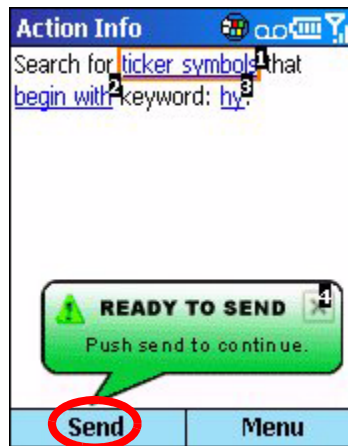 Action Info
Search for ticker symbols 1 that
begin with 2 keyword: hy 3.
4
READY TO SEND
Push send to continue.
Send Menu